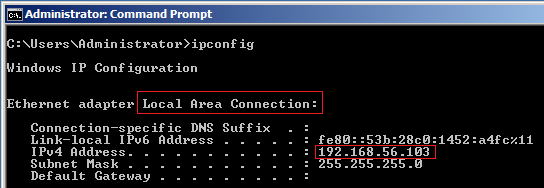 Administrator: Command Prompt
C:\Users\Administrator>ipconfig
Windows IP Configuration
Ethernet adapter Local Area Connection:
Connection-specific DNS Suffix  . :
Link-local IPv6 Address . . . . . : fe80::53b:28c0:1452:a4fc%11
IPv4 Address. . . . . . . . . . . : 192.168.56.103
Subnet Mask . . . . . . . . . . . : 255.255.255.0
Default Gateway . . . . . . . . . :